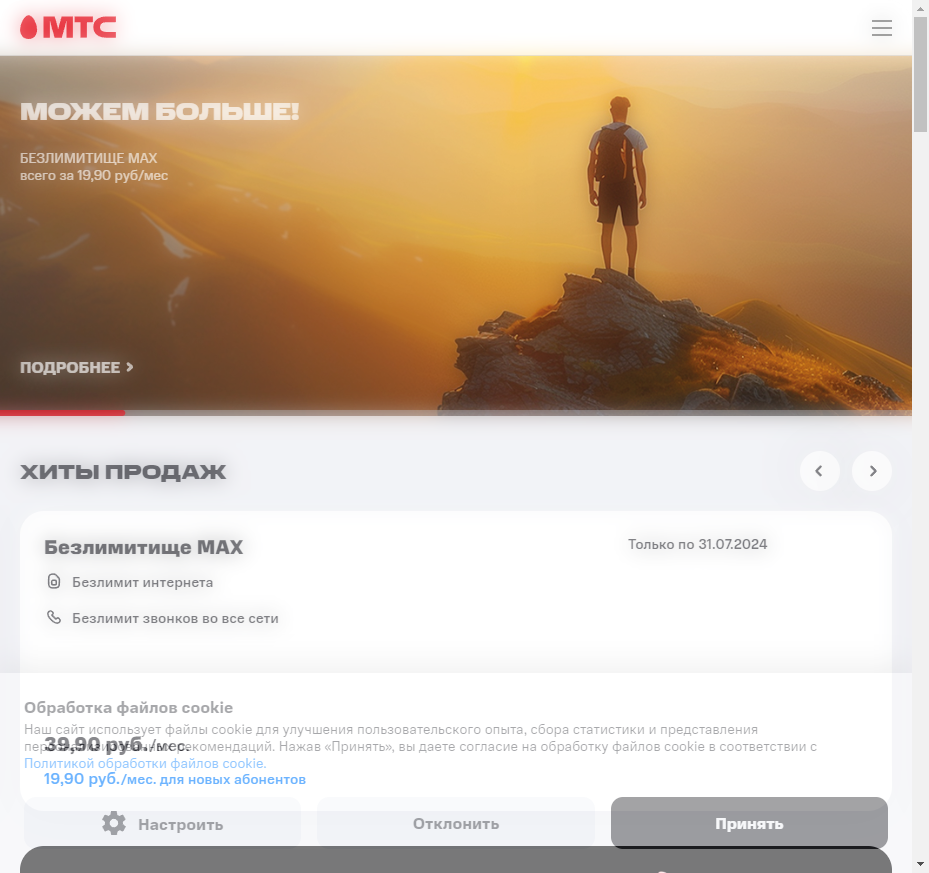 МТС
МОЖЕМ БОЛЬШЕ!
БЕЗЛИМИТИЩЕ MAX
всего за 19,90 руб/мес
ПОДРОБНЕЕ
ХИТЫ ПРОДАЖ
Безлимитище MAX
Только по 31.07.2024
Безлимит интернета
Безлимит звонков во все сети
Обработка файлов cookie
Наш сайт использует файлы cookie для улучшения пользовательского опыта, сбора статистики и представления
персонализированных рекомендаций. Нажав «Принять», вы даете согласие на обработку файлов cookie в соответствии с
39,90 руб./мес.
Политикой обработки файлов cookie.
19,90 руб./мес. для новых абонентов
Настроить
Отклонить
Принять